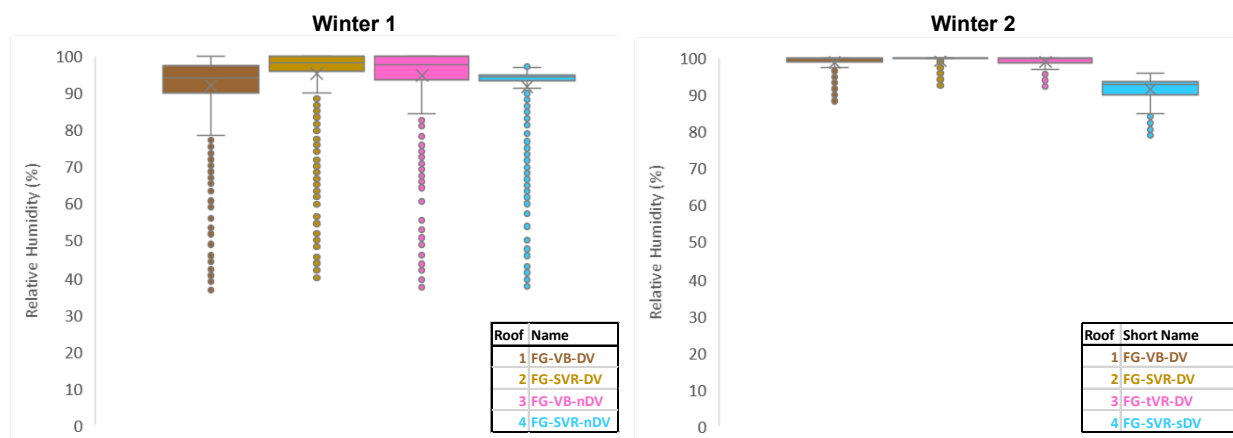 Winter 1
Relative Humidity (%)
100
90
80
70
60
50
40
30
20
10
0
Roof Name
1 FG-VB-DV
2 FG-SVR-DV
3 FG-VB-nDV
4 FG-SVR-nDV
Winter 2
Relative Humidity (%)
100
90
80
70
60
50
40
30
20
10
0
Roof Short Name
1 FG-VB-DV
2 FG-SVR-DV
3 FG-tVR-DV
4 FG-SVR-sDV